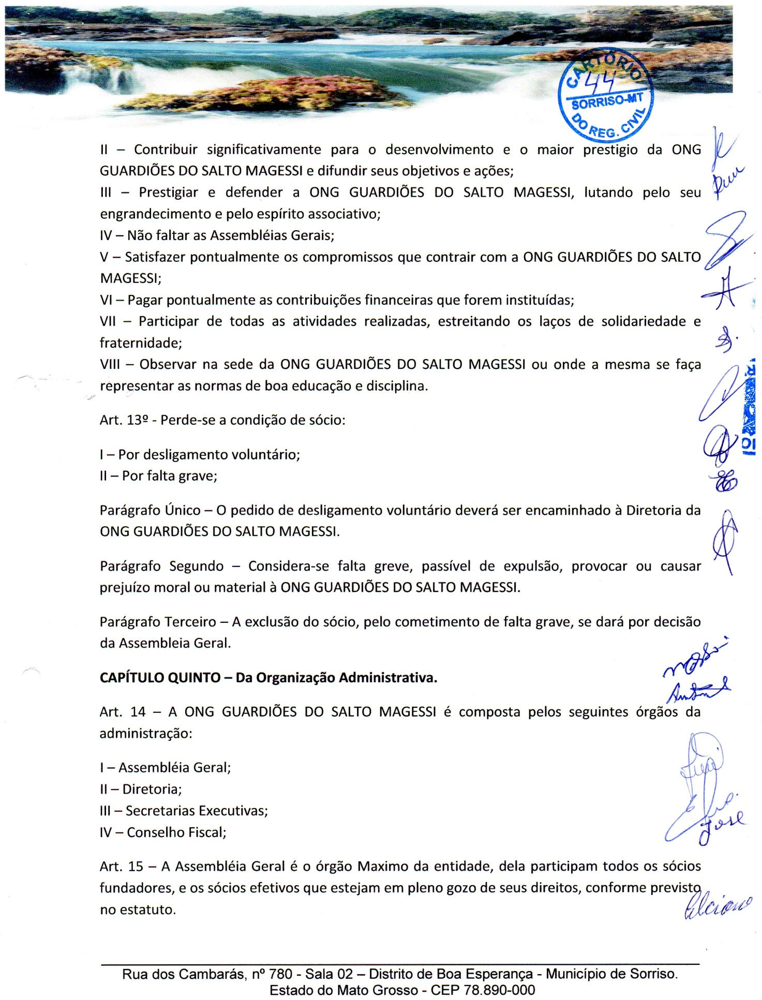 CARTÓRIO
44
SORRISO-MT
DO REG. CIVIL
II – Contribuir significativamente para o desenvolvimento e o maior prestigio da ONG
GUARDIÕES DO SALTO MAGESSI e difundir seus objetivos e ações;
III – Prestigiar e defender a ONG GUARDIÕES DO SALTO MAGESSI, lutando pelo seu
engrandecimento e pelo espírito associativo;
IV – Não faltar as Assembléias Gerais;
V – Satisfazer pontualmente os compromissos que contrair com a ONG GUARDIÕES DO SALTO
MAGESSI;
VI – Pagar pontualmente as contribuições financeiras que forem instituídas;
VII – Participar de todas as atividades realizadas, estreitando os laços de solidariedade e
fraternidade;
VIII – Observar na sede da ONG GUARDIÕES DO SALTO MAGESSI ou onde a mesma se faça
representar as normas de boa educação e disciplina.
Art. 13º - Perde-se a condição de sócio:
I – Por desligamento voluntário;
II – Por falta grave;
Parágrafo Único – O pedido de desligamento voluntário deverá ser encaminhado à Diretoria da
ONG GUARDIÕES DO SALTO MAGESSI.
Parágrafo Segundo – Considera-se falta greve, passível de expulsão, provocar ou causar
prejuízo moral ou material à ONG GUARDIÕES DO SALTO MAGESSI.
Parágrafo Terceiro – A exclusão do sócio, pelo cometimento de falta grave, se dará por decisão
da Assembleia Geral.
CAPÍTULO QUINTO – Da Organização Administrativa.
Art. 14 – A ONG GUARDIÕES DO SALTO MAGESSI é composta pelos seguintes órgãos da
administração:
I – Assembléia Geral;
II – Diretoria;
III – Secretarias Executivas;
IV – Conselho Fiscal;
José
Art. 15 – A Assembléia Geral é o órgão Maximo da entidade, dela participam todos os sócios
fundadores, e os sócios efetivos que estejam em pleno gozo de seus direitos, conforme previsto
no estatuto.
Rua dos Cambarás, nº 780 - Sala 02 – Distrito de Boa Esperança - Município de Sorriso.
Estado do Mato Grosso - CEP 78.890-000